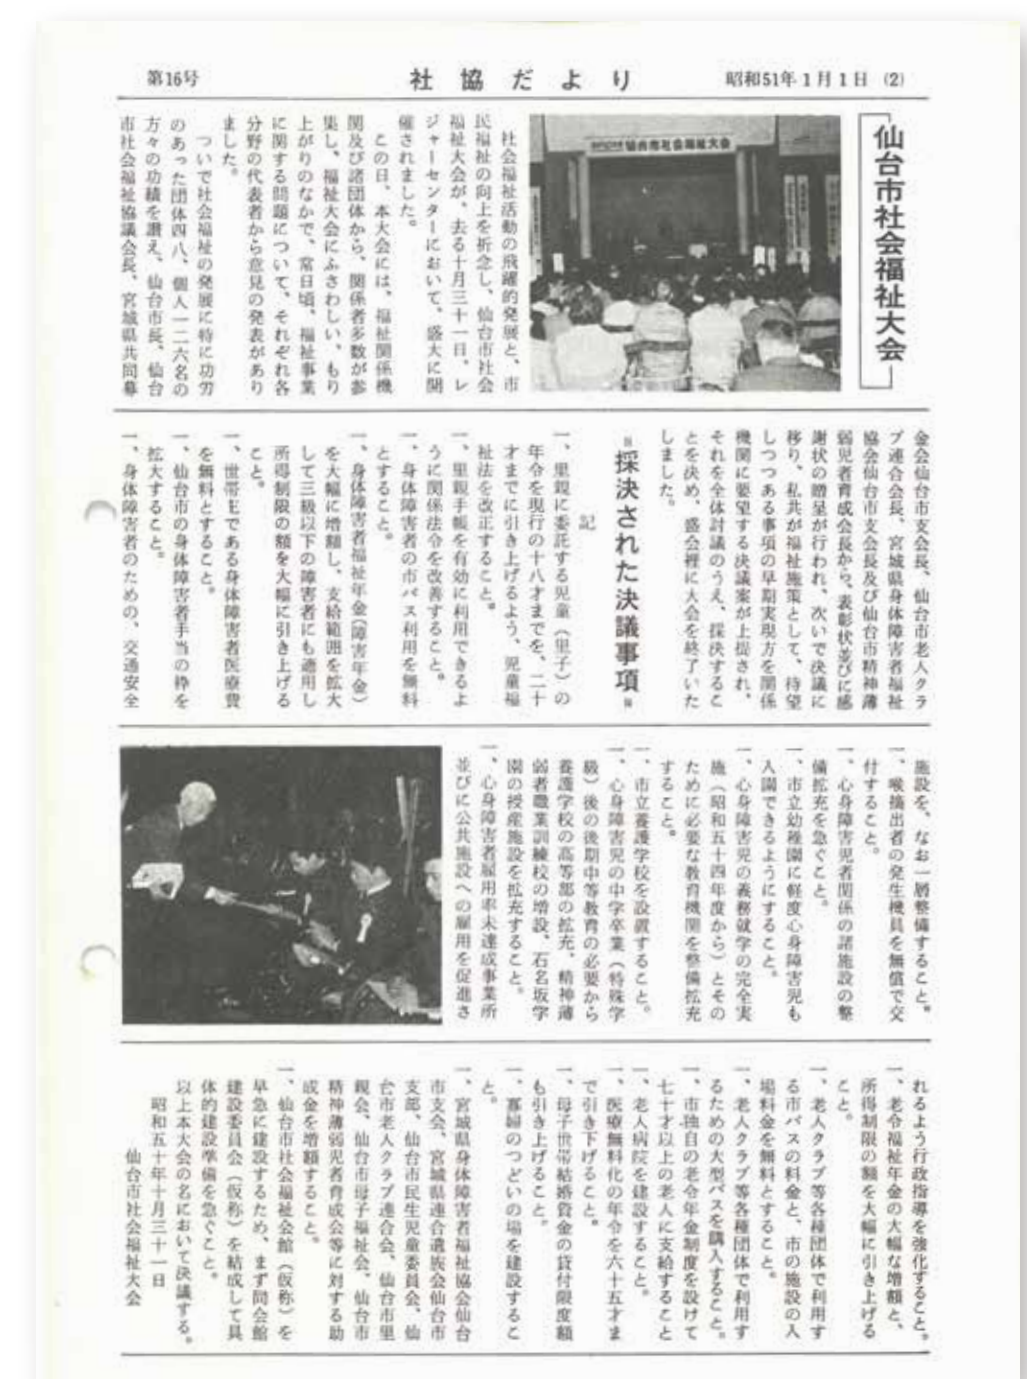 第16号
社協だより
昭和51年1月1日 (2)
仙台市社会福祉大会
仙台市社会福祉大会
社会福祉活動の飛躍的発展と、市
民福祉の向上を祈念し、仙台市社会
福祉大会が、去る十月三十一日、レ
ジャーセンターにおいて、盛大に開
催されました。
この日、本大会には、福祉関係機
関及び諸団体から、関係者多数が参
集し、福祉大会にふさわしい、もり
上がりのなかで、常日頃、福祉事業
に関する問題について、それぞれ各
分野の代表者から意見の発表があり
ました。
ついで社会福祉の発展に特に功労
のあった団体四八、個人一二六名の
方々の功績を讃え、仙台市長、仙台
市社会福祉協議会長、宮城県共同募
金会仙台市支会長、仙台市老人クラ
ブ連合会長、宮城県身体障害者福祉
協会仙台市支会長及び仙台市精神薄
弱児者育成会長から、表彰状並びに感
謝状の贈呈が行われ、次いで決議に
移り、私共が福祉施策として、待望
しつつある事項の早期実現方を関係
機関に要望する決議案が上提され、
それを全体討議のうえ、採決するこ
とを決め、盛会裡に大会を終了いた
しました。
〝採決された決議事項〟
記
一、里親に委託する児童(里子)の
年令を現行の十八才までを、二十
才までに引き上げるよう、児童福
祉法を改正すること。
一、里親手帳を有効に利用できるよ
うに関係法令を改善すること。
一、身体障害者の市バス利用を無料
とすること。
一、身体障害者福祉年金(障害年金)
を大幅に増額し、支給範囲を拡大
して三級以下の障害者にも適用し
所得制限の額を大幅に引き上げる
こと。
一、世帯主である身体障害者医療費
を無料とすること。
一、仙台市の身体障害者手当の枠を
拡大すること。
一、身体障害者のための、交通安全
施設を、なお一層整備すること。
一、喉摘出者の発生機員を無償で交
付すること。
一、心身障害児者関係の諸施設の整
備拡充を急ぐこと。
一、市立幼稚園に軽度心身障害児も
入園できるようにすること。
一、心身障害児の義務就学の完全実
施(昭和五十四年度から)とその
ために必要な教育機関を整備拡充
すること。
一、市立養護学校を設置すること。
一、心身障害児の中学卒業(特殊学
級)後の後期中等教育の必要から
養護学校の高等部の拡充、精神薄
弱者職業訓練校の増設、石名坂学
園の授産施設を拡充すること。
一、心身障害者雇用率未達成事業所
並びに公共施設への雇用を促進さ
れるよう行政指導を強化すること。
一、老令福祉年金の大幅な増額と、
所得制限の額を大幅に引き上げる
こと。
一、老人クラブ等各種団体で利用す
る市バスの料金と、市の施設の入
場料金を無料とすること。
一、老人クラブ等各種団体で利用す
るための大型バスを購入すること。
一、市独自の老令年金制度を設けて
七十才以上の老人に支給すること
一、老人病院を建設すること。
一、医療無料化の年令を六十五才ま
で引き下げること。
一、母子世帯結婚資金の貸付限度額
も引き上げること。
一、寡婦のつどいの場を建設するこ
と。
一、宮城県身体障害者福祉協会仙台
市支会、宮城県連合遺族会仙台市
支部、仙台市民生児童委員会、仙
台市老人クラブ連合会、仙台市里
親会、仙台市母子福祉会、仙台市
精神薄弱児者育成会等に対する助
成金を増額すること。
一、仙台市社会福祉会館(仮称)を
早急に建設するため、まず同会館
建設委員会(仮称)を結成して具
体的建設準備を急ぐこと。
以上本大会の名において決議する。
昭和五十年十月三十一日
仙台市社会福祉大会